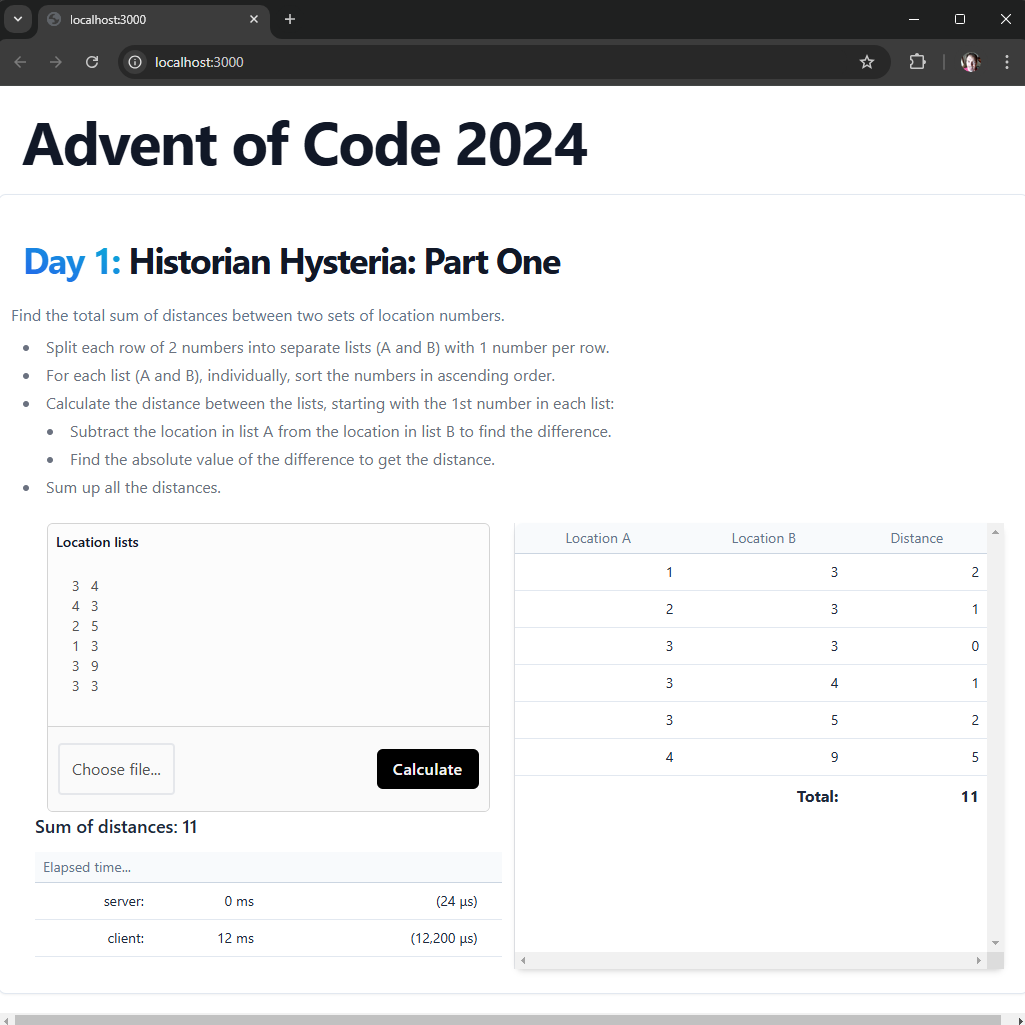 localhost:3000
localhost:3000
Advent of Code 2024
Day 1: Historian Hysteria: Part One
Find the total sum of distances between two sets of location numbers.
• Split each row of 2 numbers into separate lists (A and B) with 1 number per row.
• For each list (A and B), individually, sort the numbers in ascending order.
• Calculate the distance between the lists, starting with the 1st number in each list:
• Subtract the location in list A from the location in list B to find the difference.
• Find the absolute value of the difference to get the distance.
• Sum up all the distances.
Location lists
3 4
4 3
2 5
1 3
3 9
3 3
Choose file...
Calculate
Sum of distances: 11
Elapsed time...
server: 0 ms (24 µs)
client: 12 ms (12,200 µs)
Location A Location B Distance
1 3 2
2 3 1
3 3 0
3 4 1
3 5 2
4 9 5
Total: 11